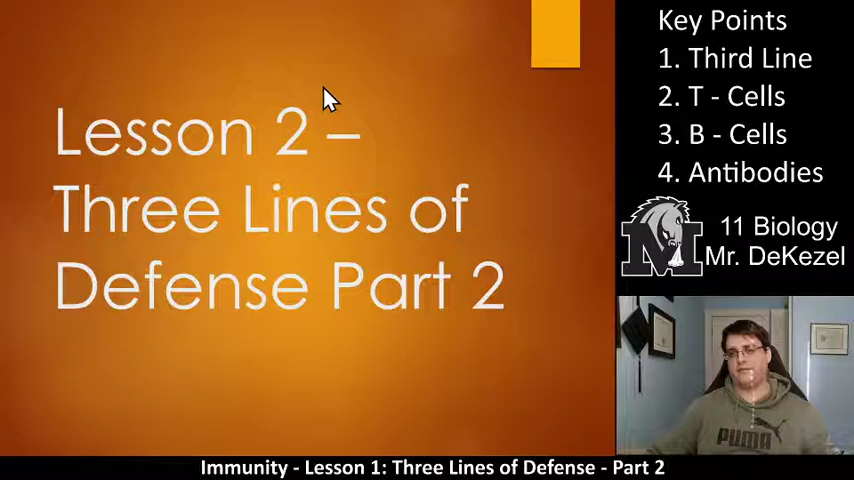 Lesson 2 –
Three Lines of
Defense Part 2
Key Points
1. Third Line
2. T - Cells
3. B - Cells
4. Antibodies
M
11 Biology
Mr. DeKezel
PUMA
Immunity - Lesson 1: Three Lines of Defense - Part 2